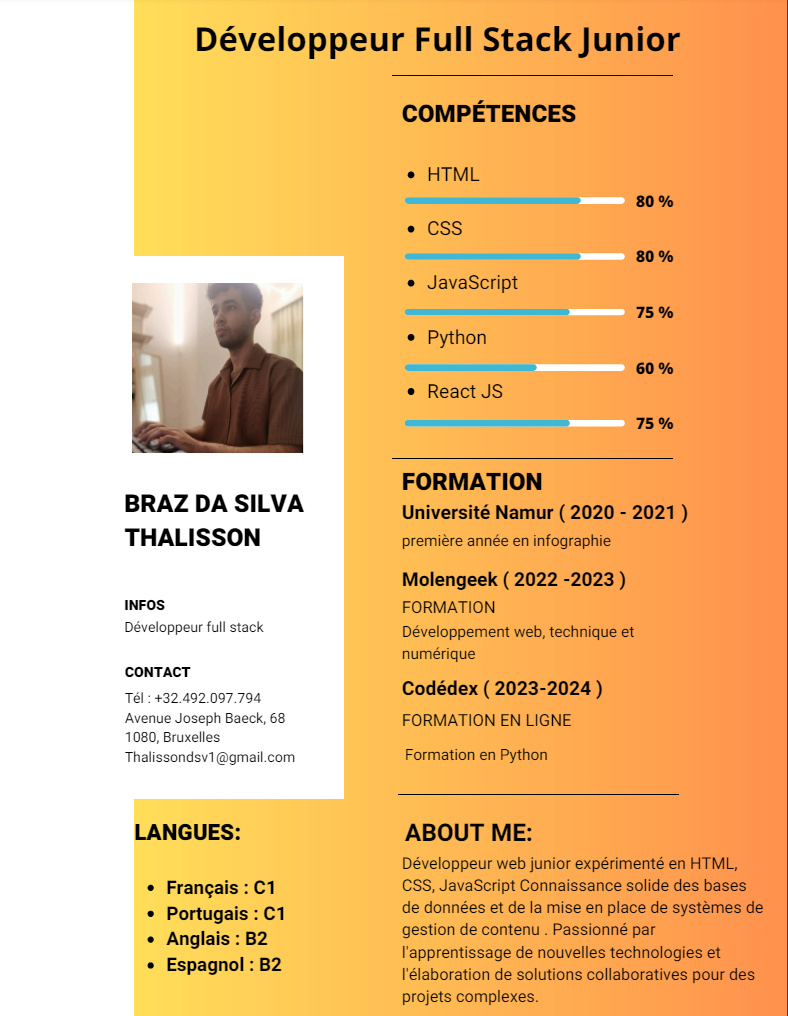 Développeur Full Stack Junior
COMPÉTENCES
• HTML
80 %
• CSS
80 %
• JavaScript
75 %
• Python
60 %
• React JS
75 %
FORMATION
Université Namur ( 2020 - 2021 )
première année en infographie
Molengeek ( 2022 -2023 )
FORMATION
Développement web, technique et
numérique
Codédex ( 2023-2024 )
FORMATION EN LIGNE
Formation en Python
BRAZ DA SILVA
THALISSON
INFOS
Développeur full stack
CONTACT
Tél : +32.492.097.794
Avenue Joseph Baeck, 68
1080, Bruxelles
Thalissondsv1@gmail.com
LANGUES:
• Français : C1
• Portugais : C1
• Anglais : B2
• Espagnol : B2
ABOUT ME:
Développeur web junior expérimenté en HTML,
CSS, JavaScript Connaissance solide des bases
de données et de la mise en place de systèmes de
gestion de contenu . Passionné par
l'apprentissage de nouvelles technologies et
l'élaboration de solutions collaboratives pour des
projets complexes.